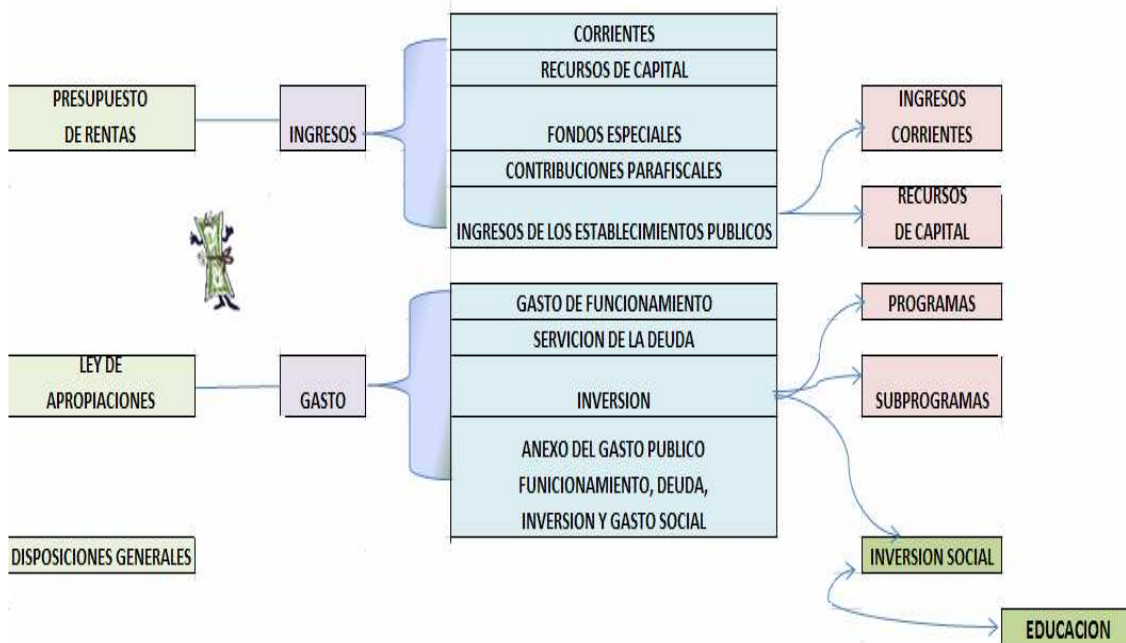 CORRIENTES
RECURSOS DE CAPITAL
PRESUPUESTO
DE RENTAS
INGRESOS
FONDOS ESPECIALES
INGRESOS
CORRIENTES
CONTRIBUCIONES PARAFISCALES
INGRESOS DE LOS ESTABLECIMIENTOS PUBLICOS
RECURSOS
DE CAPITAL
GASTO DE FUNCIONAMIENTO
PROGRAMAS
SERVICION DE LA DEUDA
LEY DE
APROPIACIONES
GASTO
INVERSION
SUBPROGRAMAS
ANEXO DEL GASTO PUBLICO
FUNICIONAMIENTO, DEUDA,
INVERSION Y GASTO SOCIAL
DISPOSICIONES GENERALES
INVERSION SOCIAL
EDUCACION